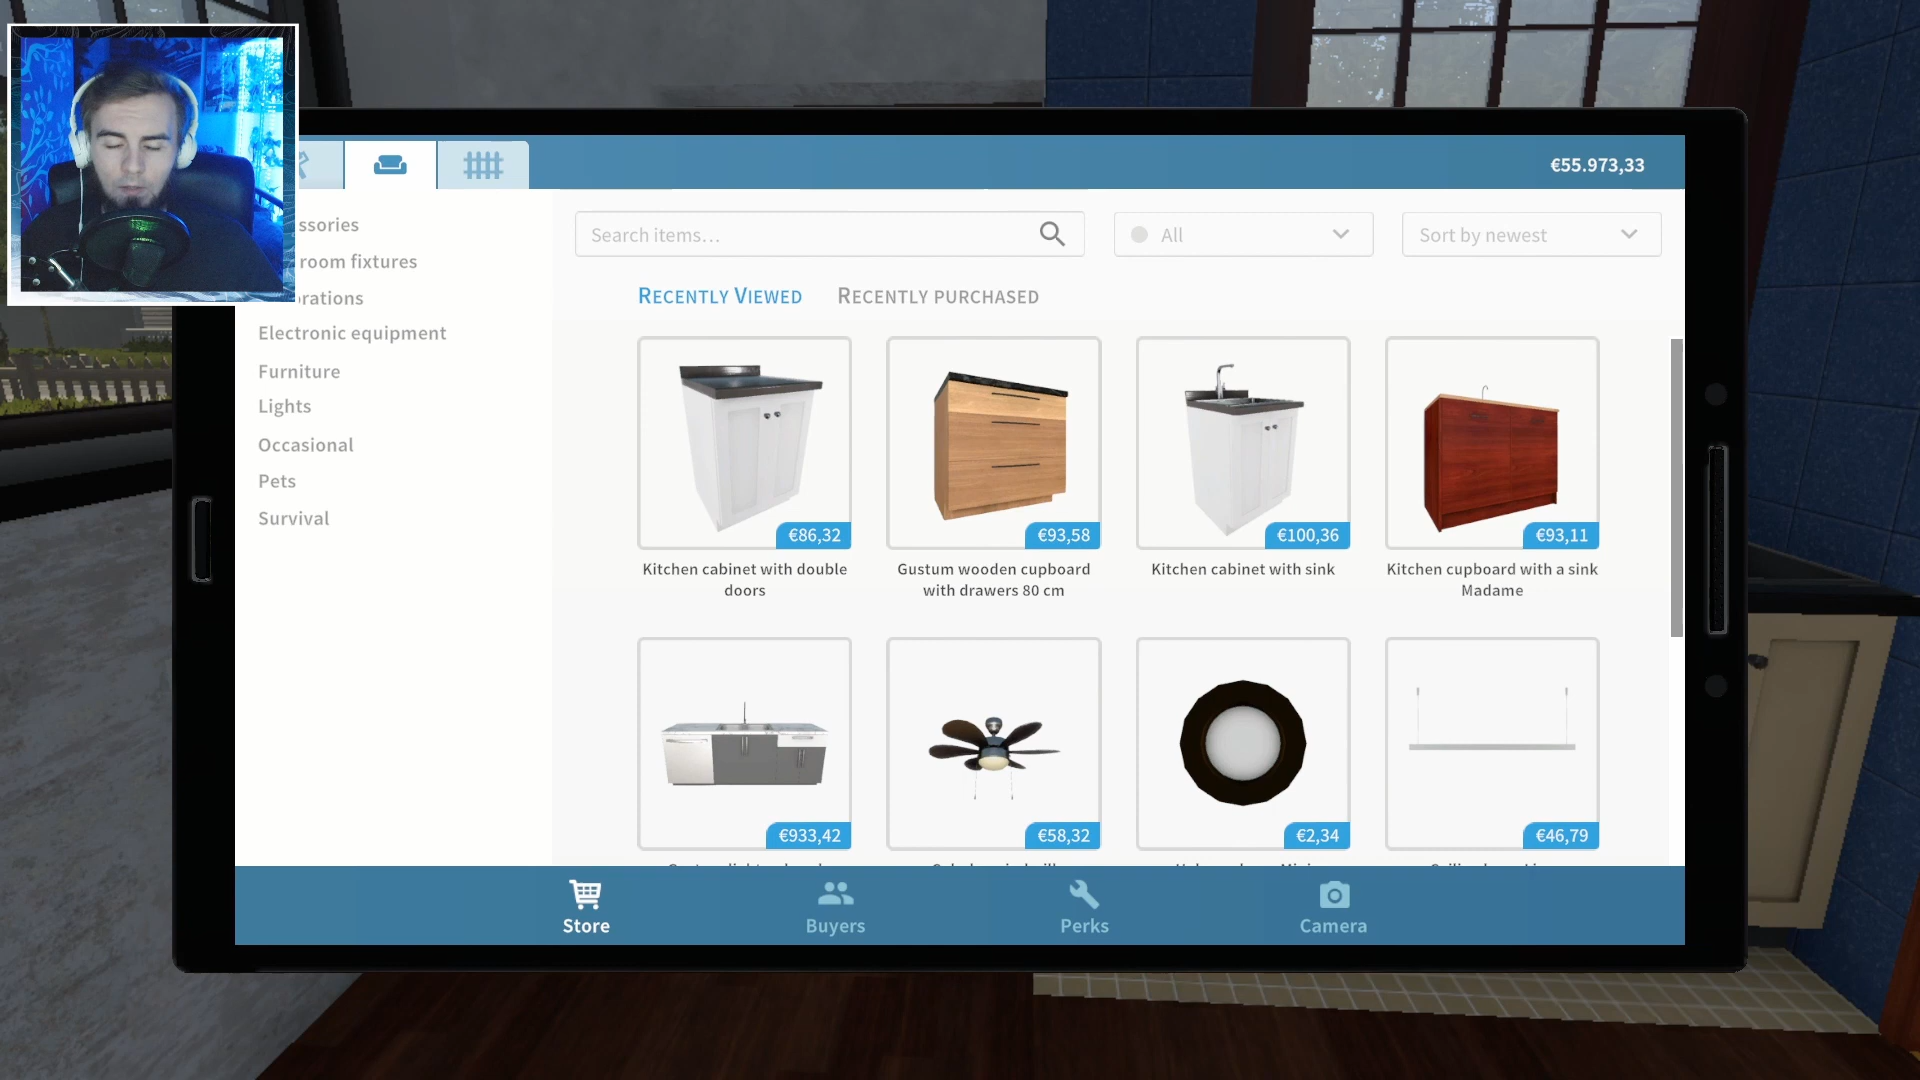 €55.973,33
ssories
room fixtures
rations
Electronic equipment
Furniture
Lights
Occasional
Pets
Survival
Search items...
All
Sort by newest
RECENTLY VIEWED
RECENTLY PURCHASED
€86,32
€93,58
€100,36
€93,11
Kitchen cabinet with double
doors
Gustum wooden cupboard
with drawers 80 cm
Kitchen cabinet with sink
Kitchen cupboard with a sink
Madame
€933,42
€58,32
€2,34
€46,79
Store
Buyers
Perks
Camera